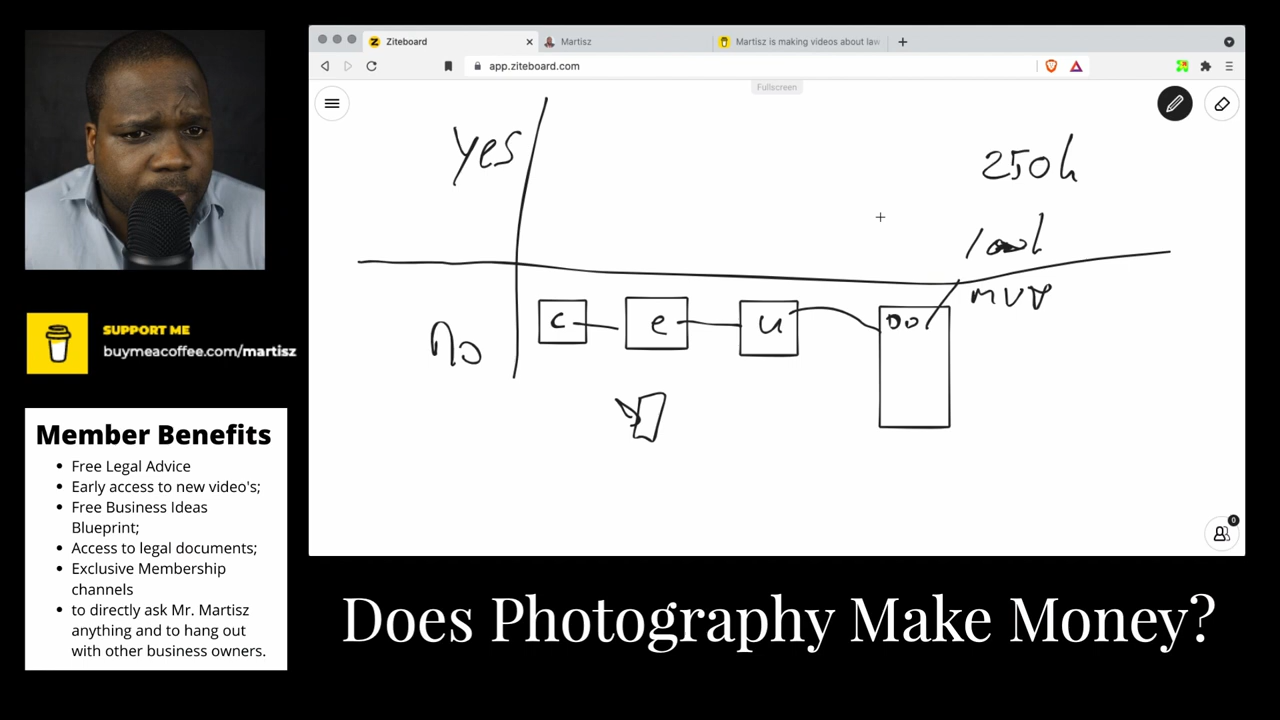 Ziteboard
Martisz
Martisz is making videos about law
app.ziteboard.com
Fullscreen
yes
250h
MVP
c
e
u
no
SUPPORT ME
buymeacoffee.com/martisz
Member Benefits
Free Legal Advice
Early access to new video's;
Free Business Ideas
Blueprint;
Access to legal documents;
Exclusive Membership
channels
to directly ask Mr. Martisz
anything and to hang out
with other business owners.
0
Does Photography Make Money?